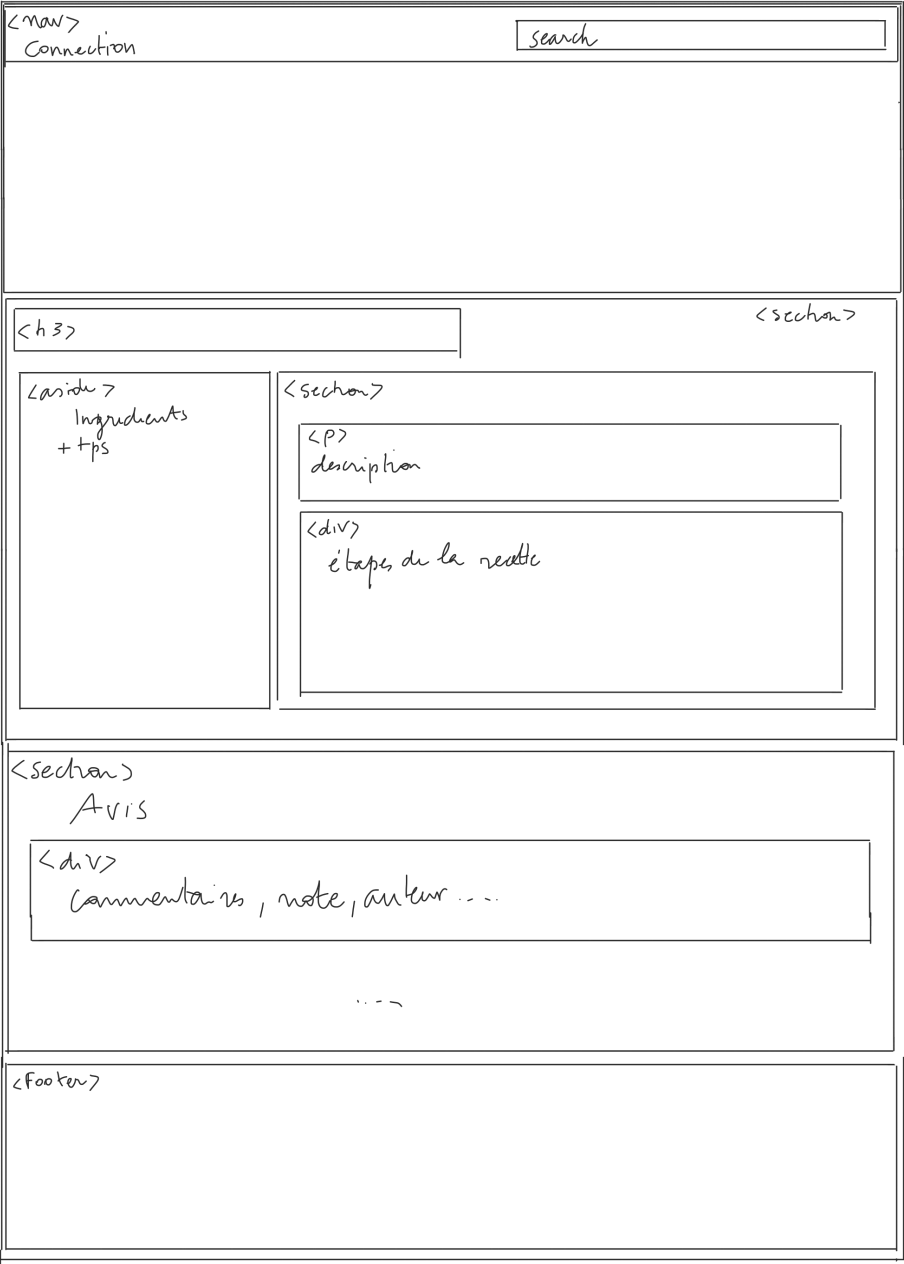 <nav>
Connection
search
<h3>
<section>
<aside>
Ingredients
+ tps
<section>
<p>
description
<div>
étapes de la recette
<section>
Avis
<div>
commentaires, note, auteur ....
....
<footer>